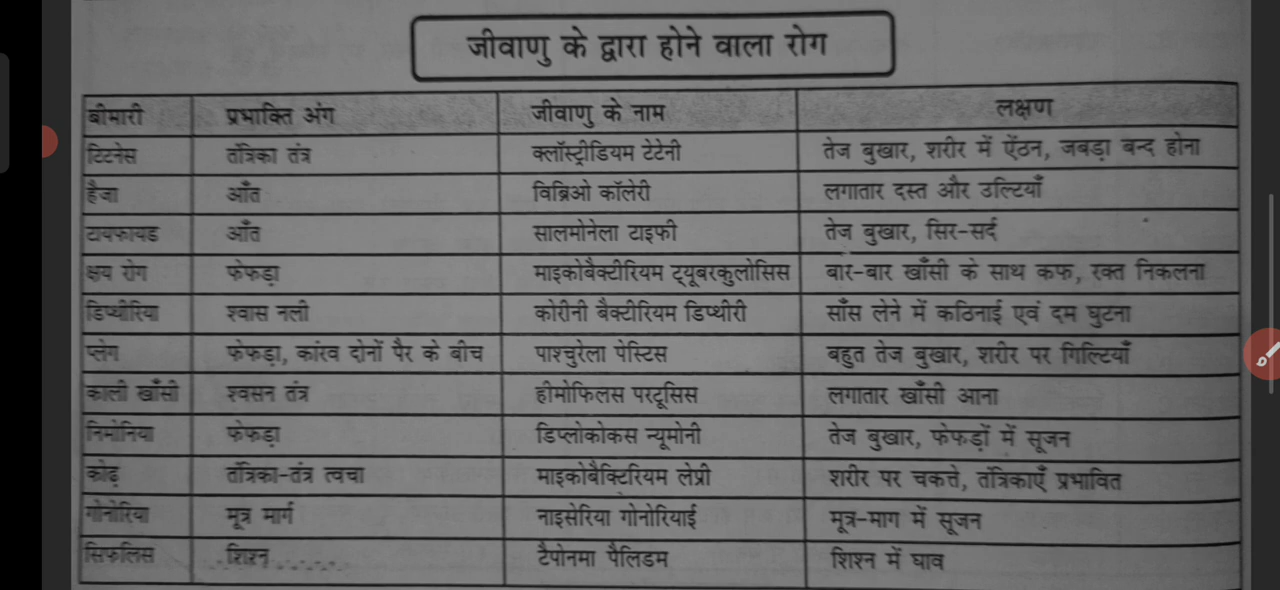 जीवाणु के द्वारा होने वाला रोग
बीमारी प्रभाक्ति अंग जीवाणु के नाम लक्षण
टिटनेस तंत्रिका तंत्र क्लॉस्ट्रीडियम टेटेनी तेज बुखार, शरीर में ऐंठन, जबड़ा बन्द होना
हैजा आँत विब्रिओ कॉलेरी लगातार दस्त और उल्टियाँ
टायफायड आँत सालमोनेला टाइफी तेज बुखार, सिर-सर्द
क्षय रोग फेफड़ा माइकोबैक्टीरियम ट्यूबरकुलोसिस बार-बार खाँसी के साथ कफ, रक्त निकलना
डिप्थीरिया श्वास नली कोरीनी बैक्टीरियम डिप्थीरी साँस लेने में कठिनाई एवं दम घुटना
प्लेग फेफड़ा, कांरव दोनों पैर के बीच पाश्चुरेला पेस्टिस बहुत तेज बुखार, शरीर पर गिल्टियाँ
काली खाँसी श्वसन तंत्र हीमोफिलस परटूसिस लगातार खाँसी आना
निमोनिया फेफड़ा डिप्लोकोकस न्यूमोनी तेज बुखार, फेफड़ों में सूजन
कोढ़ तंत्रिका-तंत्र त्वचा माइकोबैक्टिरियम लेप्री शरीर पर चकत्ते, तंत्रिकाएँ प्रभावित
गोनोरिया मूत्र मार्ग नाइसेरिया गोनोरियाई मूत्र-माग में सूजन
सिफलिस शिश्न टैपोनमा पैलिडम शिश्न में घाव